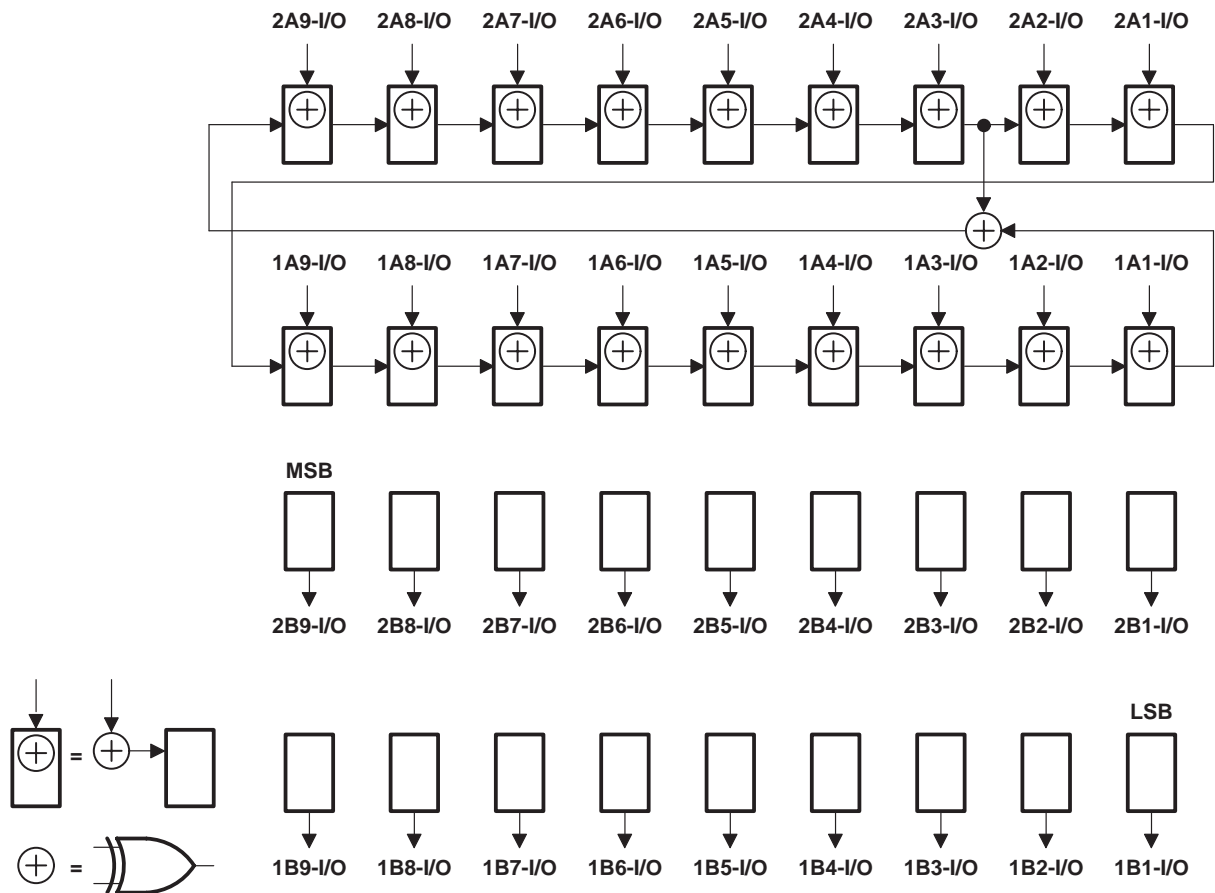 2A9-I/O 2A8-I/O 2A7-I/O 2A6-I/O 2A5-I/O 2A4-I/O 2A3-I/O 2A2-I/O 2A1-I/O
1A9-I/O 1A8-I/O 1A7-I/O 1A6-I/O 1A5-I/O 1A4-I/O 1A3-I/O 1A2-I/O 1A1-I/O
MSB
2B9-I/O 2B8-I/O 2B7-I/O 2B6-I/O 2B5-I/O 2B4-I/O 2B3-I/O 2B2-I/O 2B1-I/O
LSB
=
=
1B9-I/O 1B8-I/O 1B7-I/O 1B6-I/O 1B5-I/O 1B4-I/O 1B3-I/O 1B2-I/O 1B1-I/O